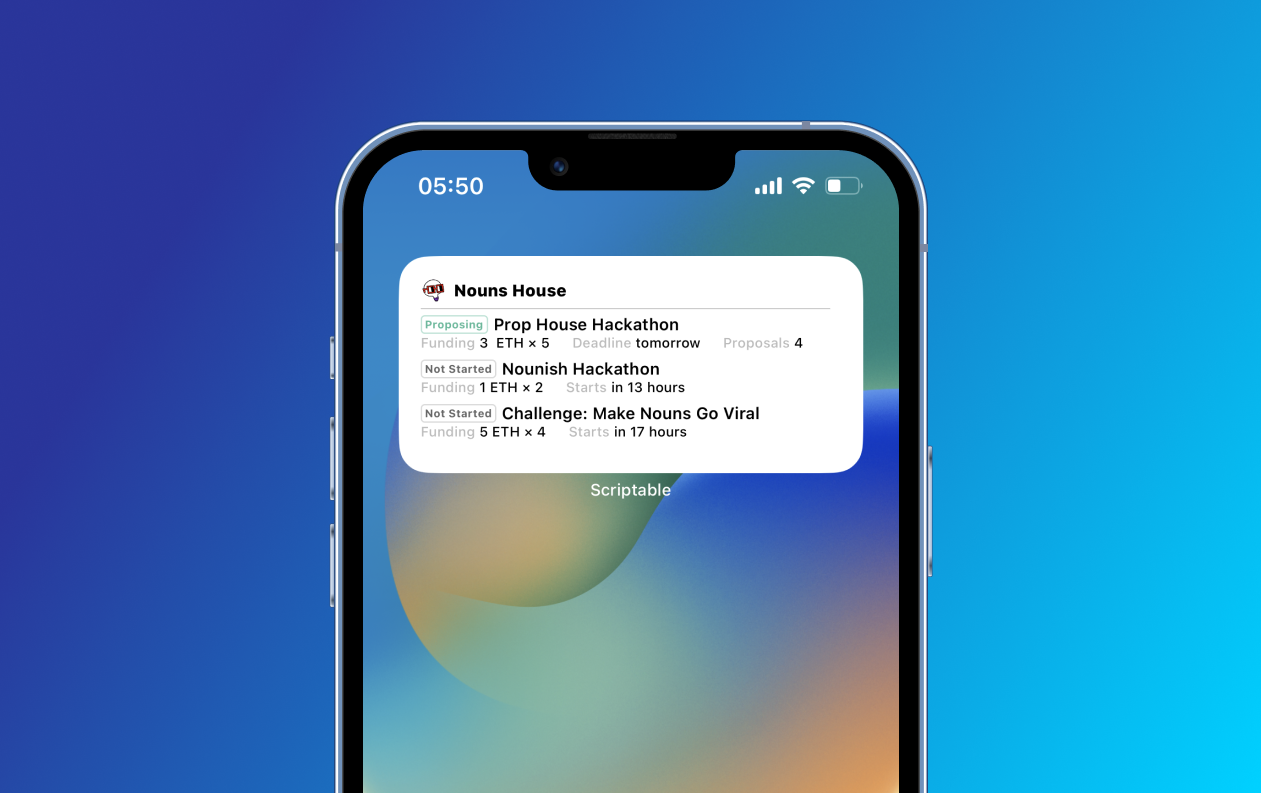 05:50
Nouns House
Proposing Prop House Hackathon
Funding 3 ETH × 5 Deadline tomorrow Proposals 4
Not Started Nounish Hackathon
Funding 1 ETH × 2 Starts in 13 hours
Not Started Challenge: Make Nouns Go Viral
Funding 5 ETH × 4 Starts in 17 hours
Scriptable